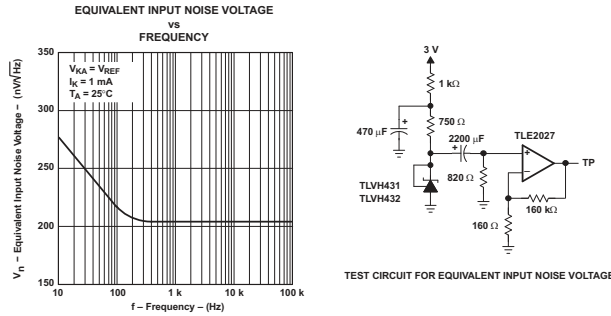 EQUIVALENT INPUT NOISE VOLTAGE
vs
FREQUENCY
Vn – Equivalent Input Noise Voltage – (nV/√Hz)
350
300
250
200
150
VKA = VREF
IK = 1 mA
TA = 25°C
10
100
1 k
10 k
100 k
f – Frequency – (Hz)
3 V
1 kΩ
+
470 μF
750 Ω
2200 μF
+
TLE2027
+
–
TP
820 Ω
TLVH431
TLVH432
160 kΩ
160 Ω
TEST CIRCUIT FOR EQUIVALENT INPUT NOISE VOLTAGE